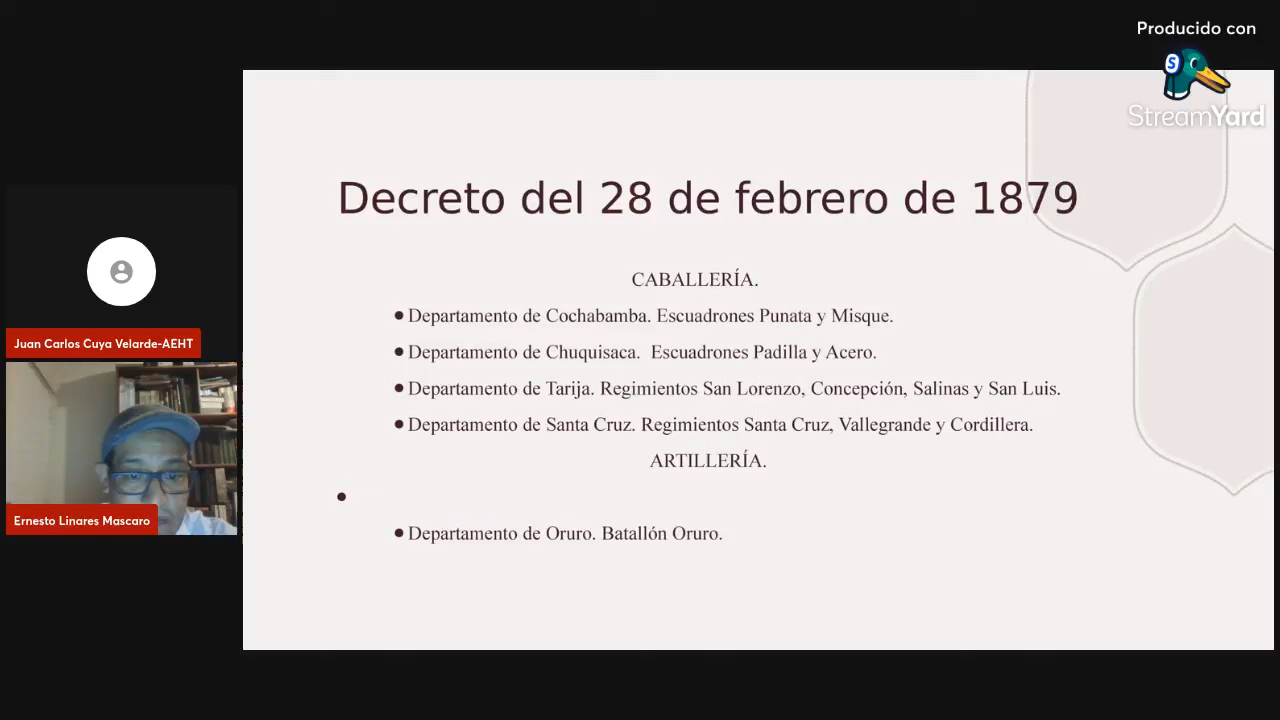 Producido con
StreamYard
Decreto del 28 de febrero de 1879
CABALLERÍA.
● Departamento de Cochabamba. Escuadrones Punata y Misque.
● Departamento de Chuquisaca.  Escuadrones Padilla y Acero.
● Departamento de Tarija. Regimientos San Lorenzo, Concepción, Salinas y San Luis.
● Departamento de Santa Cruz. Regimientos Santa Cruz, Vallegrande y Cordillera.
ARTILLERÍA.
●
● Departamento de Oruro. Batallón Oruro.
Juan Carlos Cuya Velarde-AEHT
Ernesto Linares Mascaro